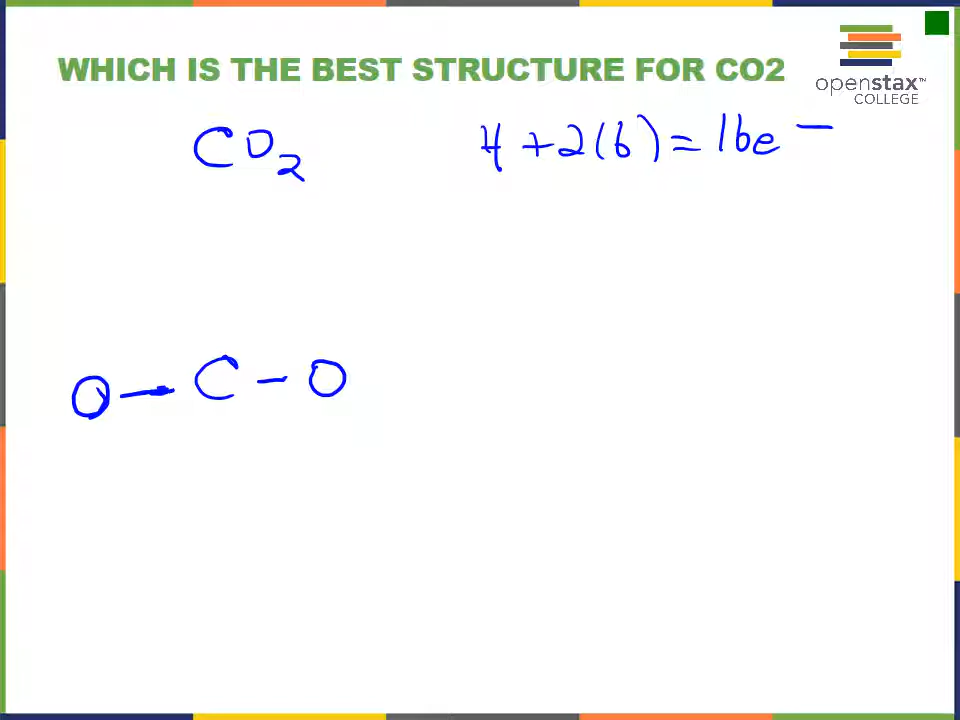 WHICH IS THE BEST STRUCTURE FOR CO2
openstax™
COLLEGE
CO₂
4 + 2(6) = 16e⁻
O - C - O